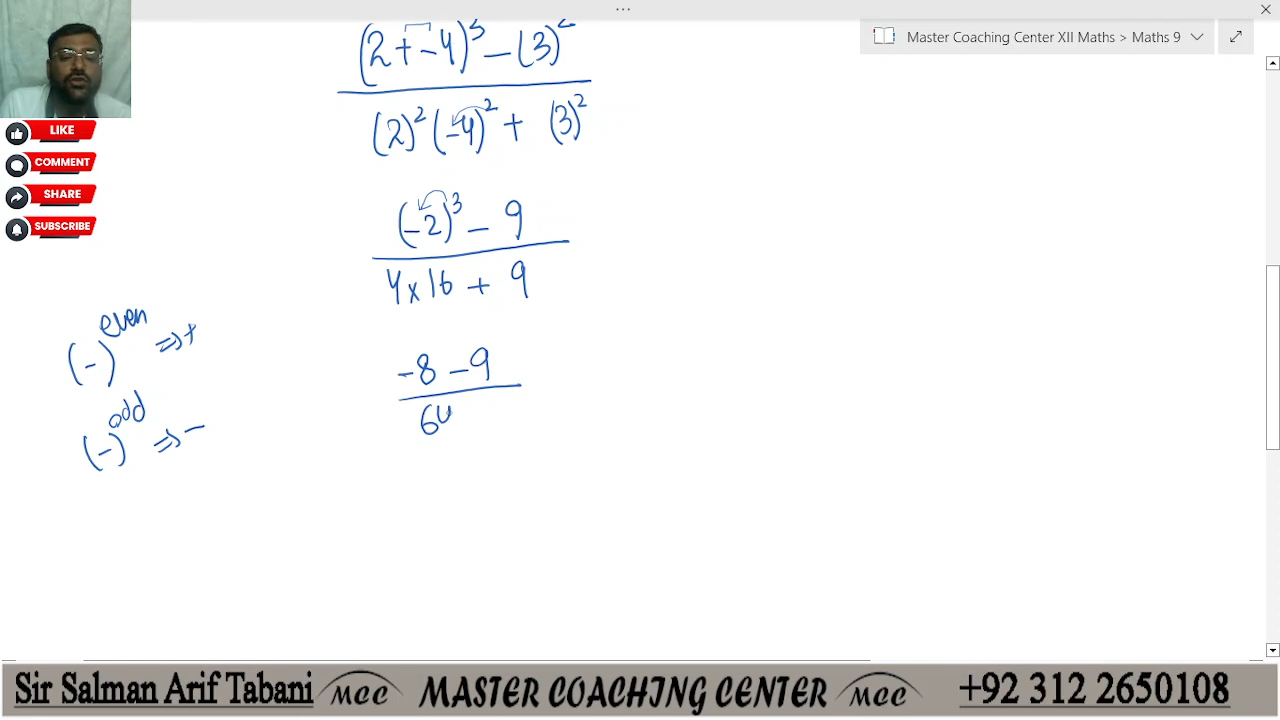 ...
Master Coaching Center XII Maths > Maths 9
(2+-4)³-(3)²
(2)²(-4)²+ (3)²
LIKE
COMMENT
SHARE
SUBSCRIBE
(-2)³-9
4x16+9
(-)^even ⇒+
-8-9
64
(-)^odd ⇒-
Sir Salman Arif Tabani MCC MASTER COACHING CENTER MCC +92 312 2650108